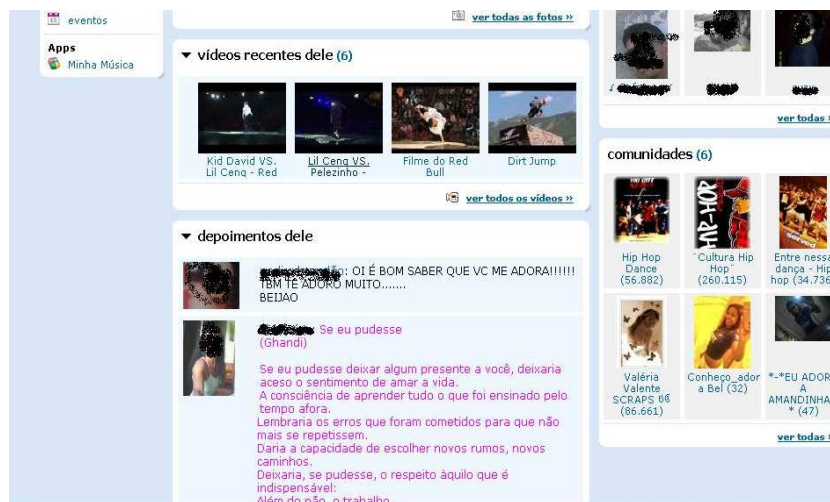 eventos
Apps
Minha Música
ver todas as fotos »
vídeos recentes dele (6)
Kid David VS.
Lil Ceng - Red
Lil Ceng VS.
Pelezinho -
Filme do Red
Bull
Dirt Jump
ver todos os vídeos »
depoimentos dele
: OI É BOM SABER QUE VC ME ADORA!!!!!!
TBM TE ADORO MUITO.......
BEIJAO
Se eu pudesse
(Ghandi)
Se eu pudesse deixar algum presente a você, deixaria
aceso o sentimento de amar a vida.
A consciência de aprender tudo o que foi ensinado pelo
tempo afora.
Lembraria os erros que foram cometidos para que não
mais se repetissem.
Daria a capacidade de escolher novos rumos, novos
caminhos.
Deixaria, se pudesse, o respeito àquilo que é
indispensável:
Além do pão, o trabalho.
ver todas
comunidades (6)
HIP-HOP
Hip Hop
Dance
(56.882)
¨Cultura Hip
Hop¨
(260.115)
Entre nessa
dança - Hip
hop (34.736
Valéria
Valente
SCRAPS
(86.661)
Conheço_ador
a Bel (32)
*-*EU ADOR
A
AMANDINHA
* (47)
ver todas